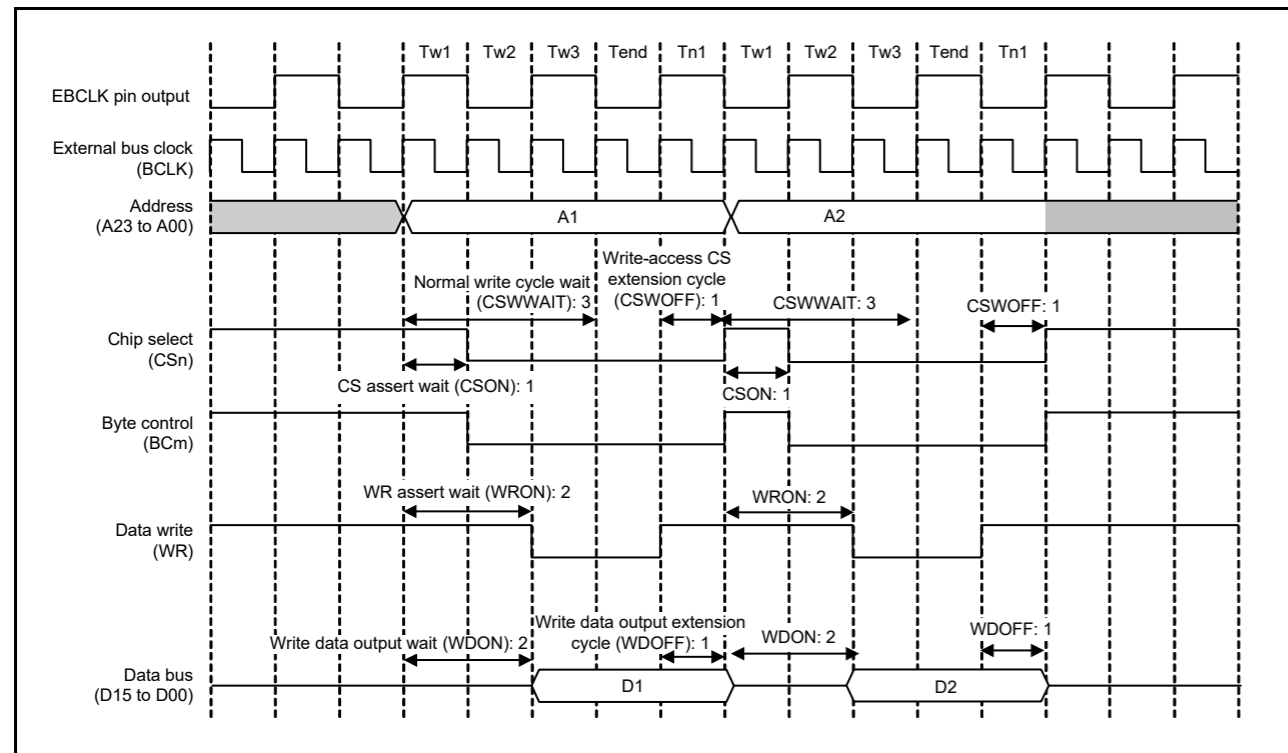 Tw1 Tw2 Tw3 Tend Tn1 Tw1 Tw2 Tw3 Tend Tn1
EBCLK pin output
External bus clock
(BCLK)
Address
(A23 to A00)
A1 A2
Normal write cycle wait
(CSWWAIT): 3
Write-access CS
extension cycle
(CSWOFF): 1
CSWWAIT: 3
CSWOFF: 1
Chip select
(CSn)
CS assert wait (CSON): 1
CSON: 1
Byte control
(BCm)
WR assert wait (WRON): 2
WRON: 2
Data write
(WR)
Write data output wait (WDON): 2
Write data output extension
cycle (WDOFF): 1
WDON: 2
WDOFF: 1
Data bus
(D15 to D00)
D1 D2